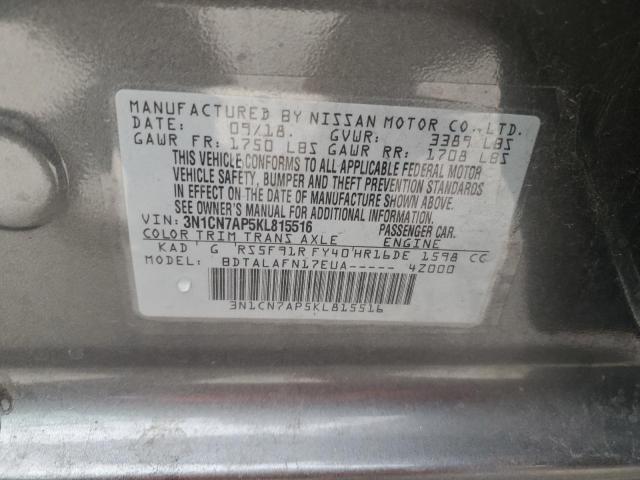 MANUFACTURED BY NISSAN MOTOR CO., LTD.
DATE: 09/18. GVWR: 3389 LBS
GAWR FR: 1750 LBS GAWR RR: 1708 LBS
THIS VEHICLE CONFORMS TO ALL APPLICABLE FEDERAL MOTOR
VEHICLE SAFETY, BUMPER AND THEFT PREVENTION STANDARDS
IN EFFECT ON THE DATE OF MANUFACTURE SHOWN ABOVE.
SEE OWNER'S MANUAL FOR ADDITIONAL INFORMATION.
VIN: 3N1CN7AP5KL815516 PASSENGER CAR.
COLOR TRIM TRANS AXLE ENGINE
KAD' G 'RS5F91R FY40'HR16DE 1598 CC
MODEL: BDTALAFN17EUA----- 4Z000
3N1CN7AP5KL815516